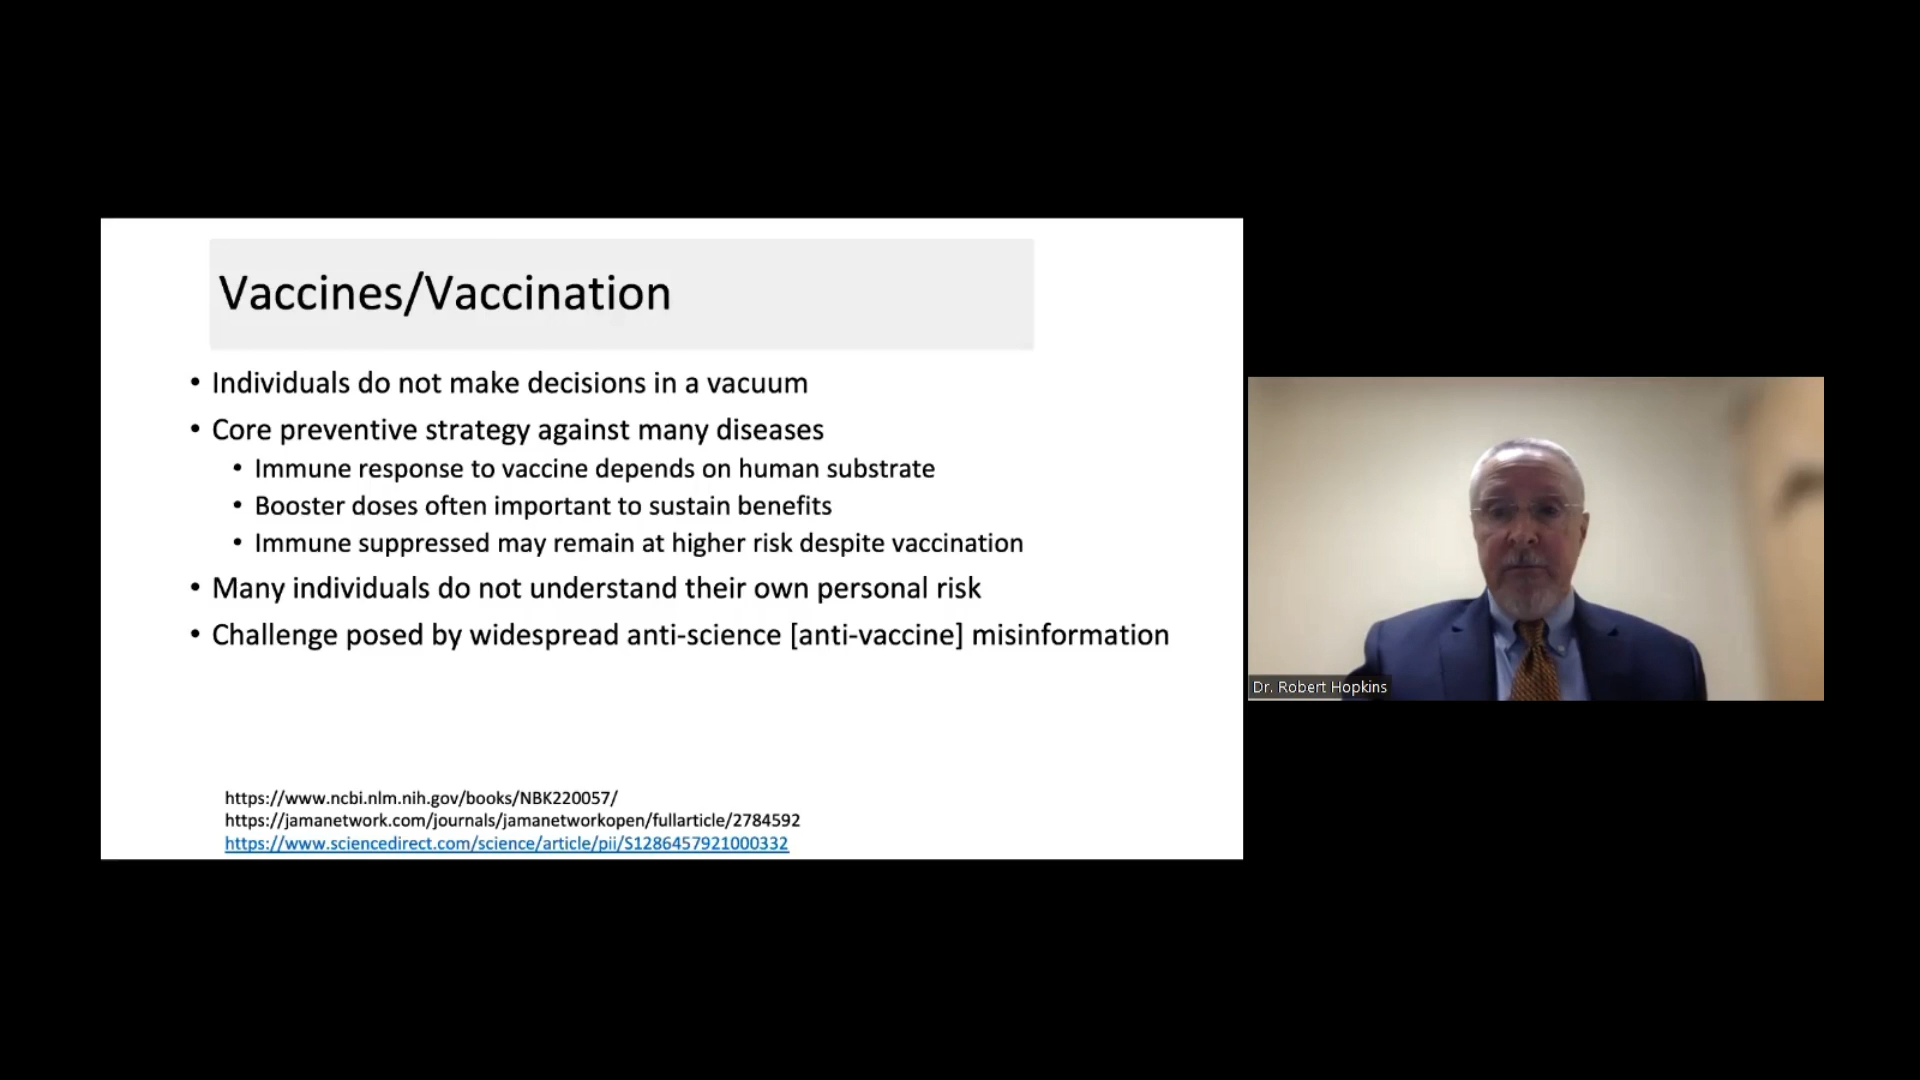 Vaccines/Vaccination
• Individuals do not make decisions in a vacuum
• Core preventive strategy against many diseases
• Immune response to vaccine depends on human substrate
• Booster doses often important to sustain benefits
• Immune suppressed may remain at higher risk despite vaccination
• Many individuals do not understand their own personal risk
• Challenge posed by widespread anti-science [anti-vaccine] misinformation
https://www.ncbi.nlm.nih.gov/books/NBK220057/
https://jamanetwork.com/journals/jamanetworkopen/fullarticle/2784592
https://www.sciencedirect.com/science/article/pii/S1286457921000332
Dr. Robert Hopkins